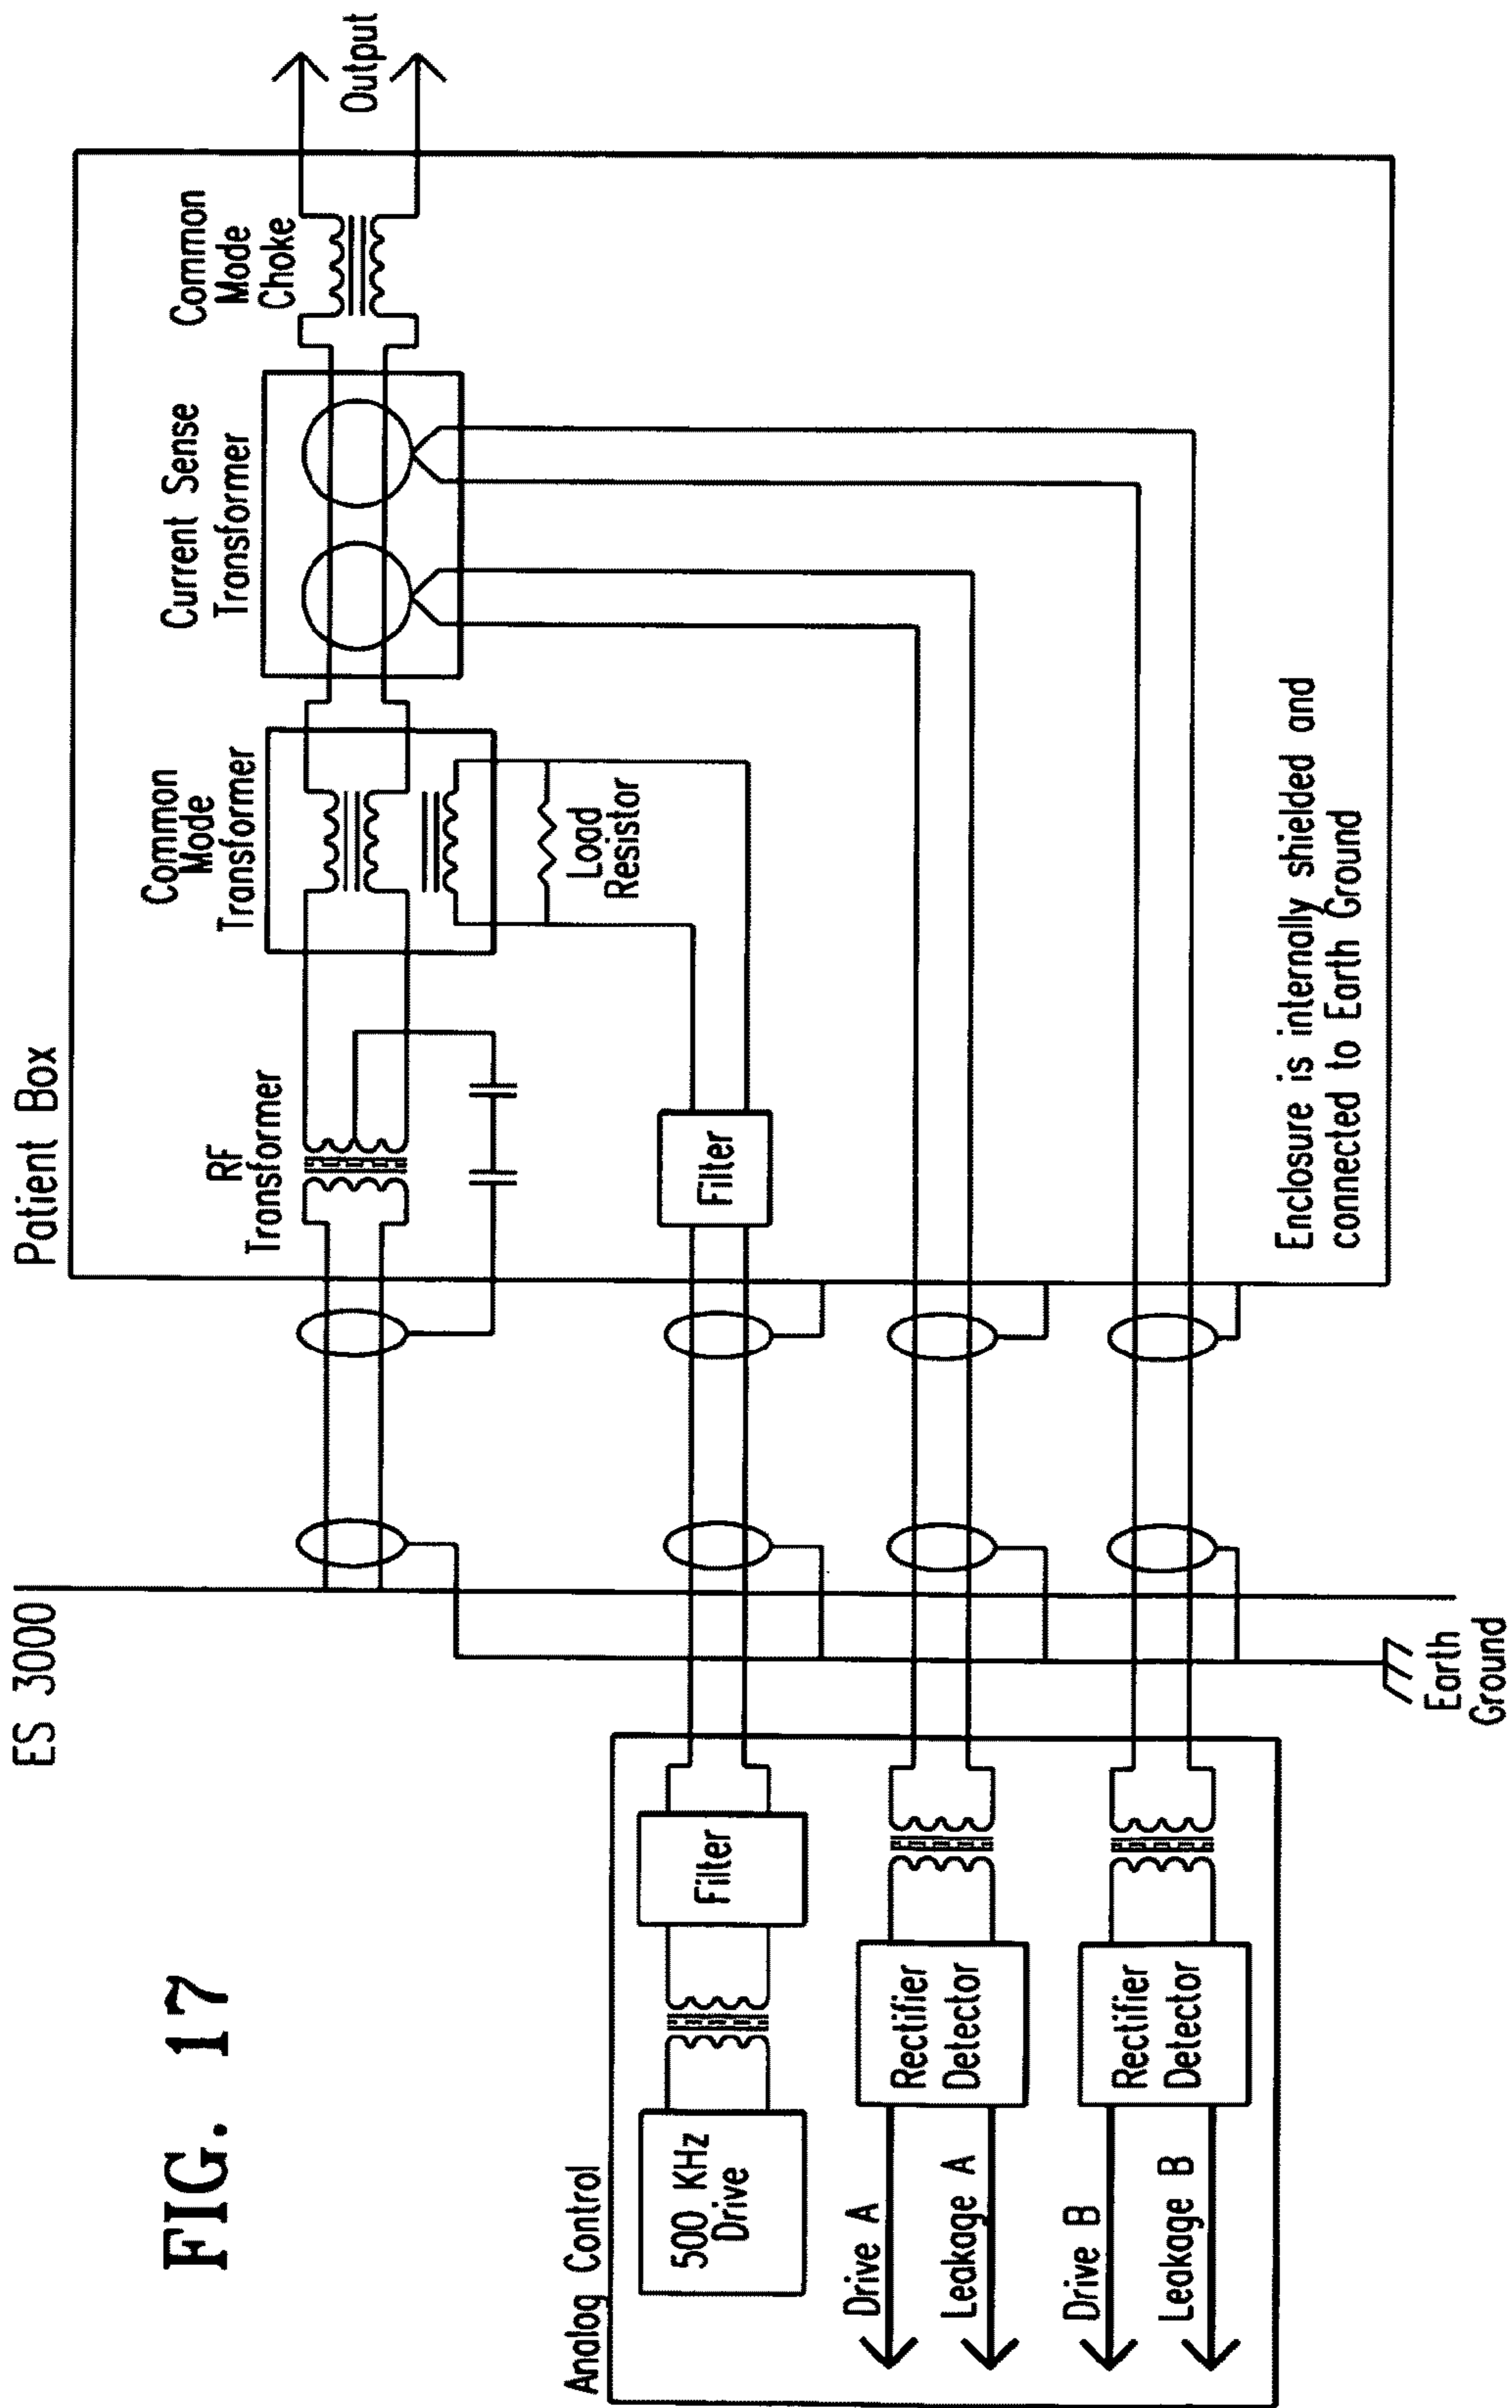 FIG. 17
ES 3000
Patient Box
Analog Control
500 KHz
Drive
Filter
Filter
RF
Transformer
Common
Mode
Transformer
Load
Resistor
Current Sense
Transformer
Common
Mode
Choke
Output
Drive A
Leakage A
Rectifier
Detector
Drive B
Leakage B
Rectifier
Detector
Earth
Ground
Enclosure is internally shielded and
connected to Earth Ground